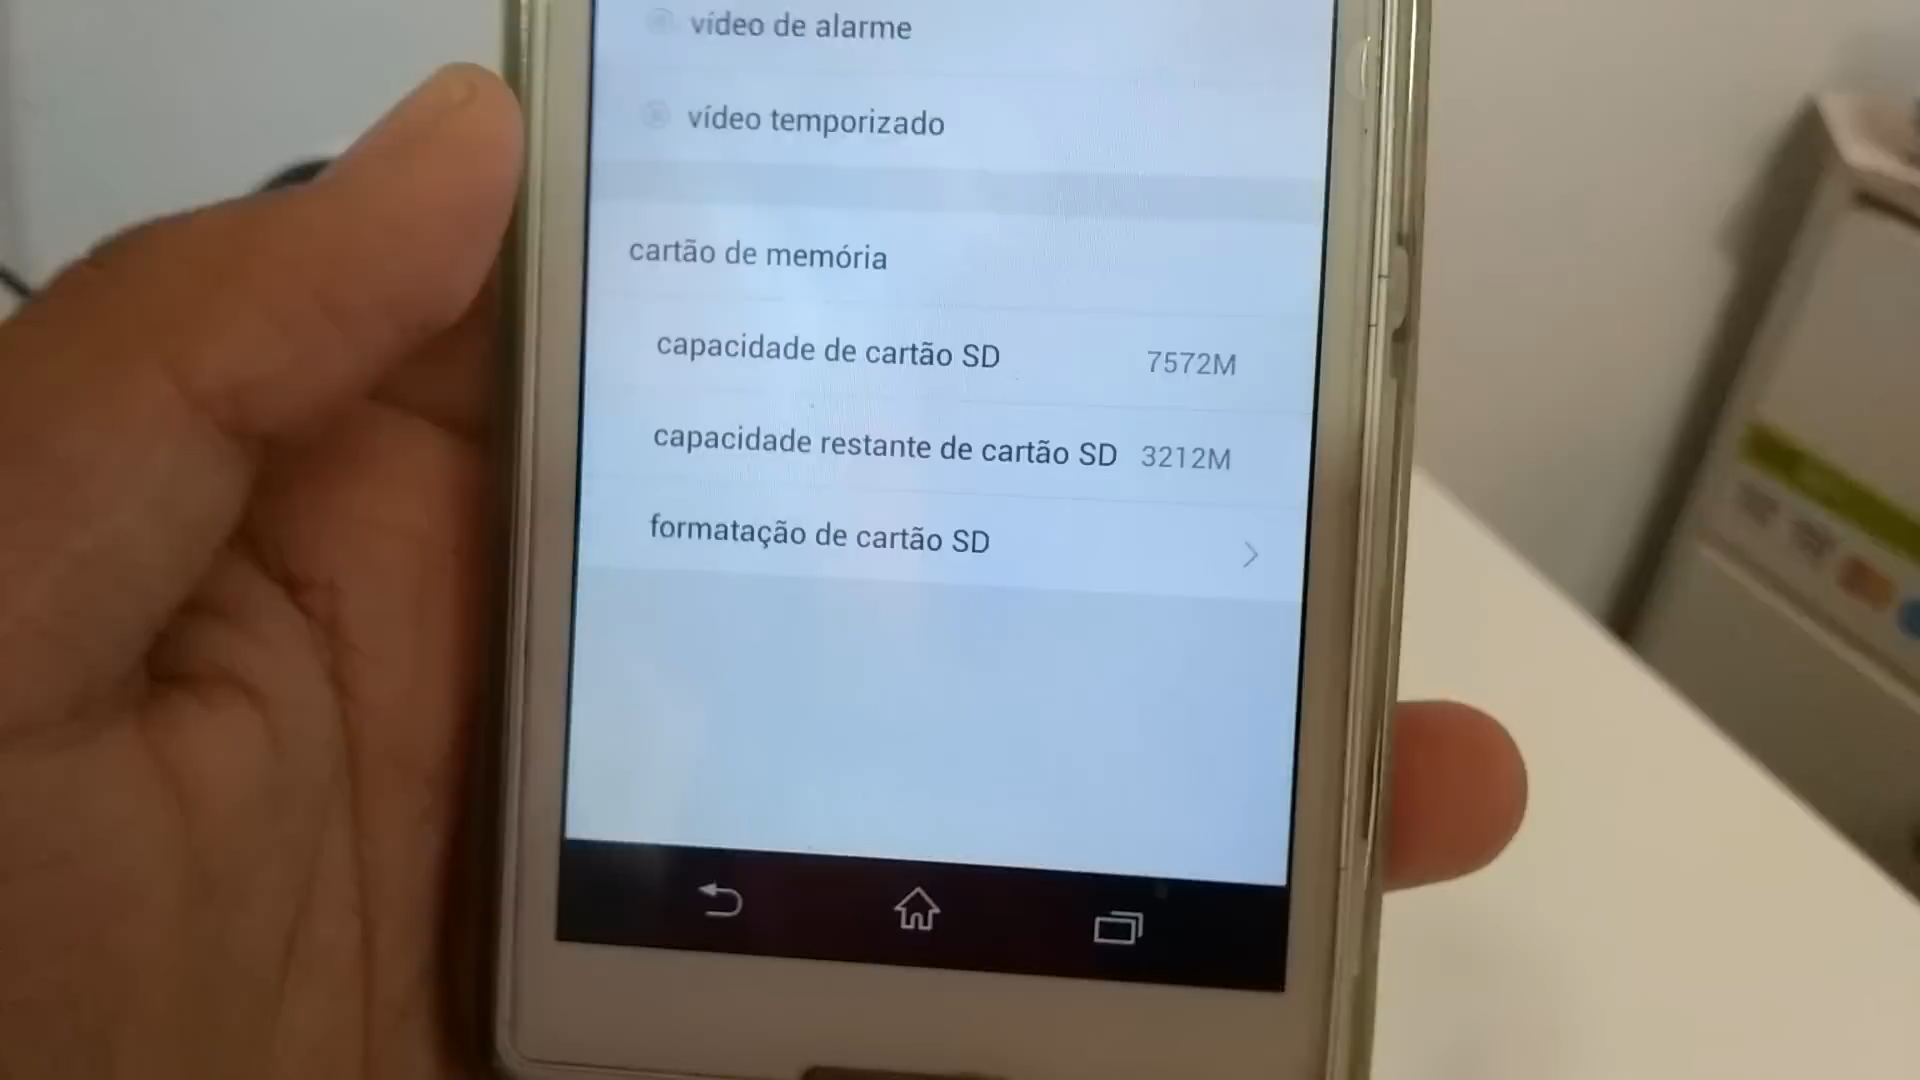 vídeo de alarme
vídeo temporizado
cartão de memória
capacidade de cartão SD 7572M
capacidade restante de cartão SD 3212M
formatação de cartão SD